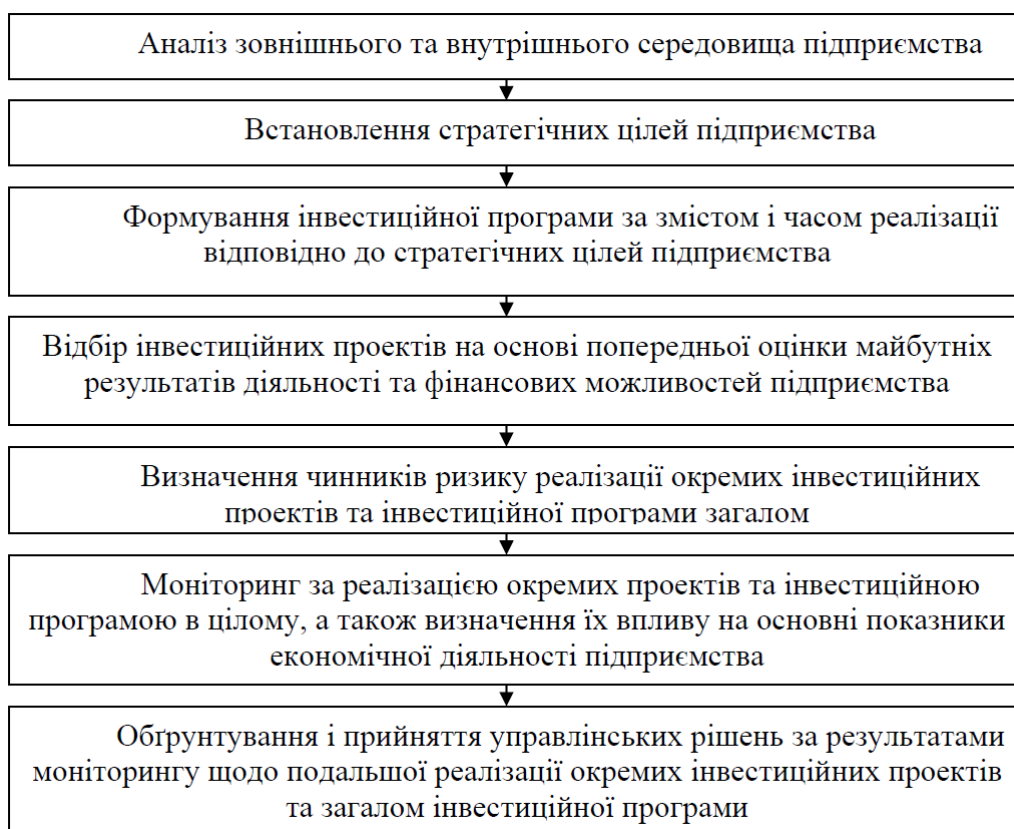 Аналіз зовнішнього та внутрішнього середовища підприємства
Встановлення стратегічних цілей підприємства
Формування інвестиційної програми за змістом і часом реалізації
відповідно до стратегічних цілей підприємства
Відбір інвестиційних проектів на основі попередньої оцінки майбутніх
результатів діяльності та фінансових можливостей підприємства
Визначення чинників ризику реалізації окремих інвестиційних
проектів та інвестиційної програми загалом
Моніторинг за реалізацією окремих проектів та інвестиційною
програмою в цілому, а також визначення їх впливу на основні показники
економічної діяльності підприємства
Обґрунтування і прийняття управлінських рішень за результатами
моніторингу щодо подальшої реалізації окремих інвестиційних проектів
та загалом інвестиційної програми